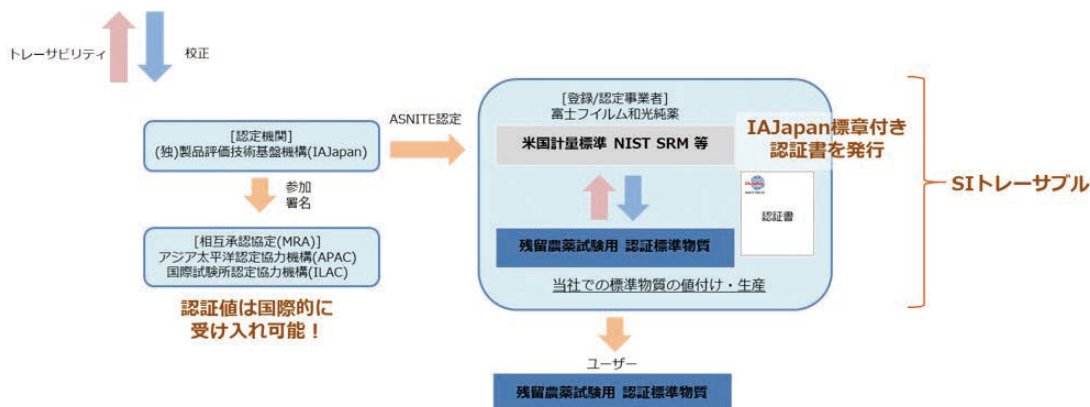 トレーサビリティ
校正
[認定機関]
(独)製品評価技術基盤機構(IAJapan)
参加
署名
[相互承認協定(MRA)]
アジア太平洋認定協力機構(APAC)
国際試験所認定協力機構(ILAC)
認証値は国際的に
受け入れ可能！
ASNITE認定
[登録/認定事業者]
富士フイルム和光純薬
米国計量標準 NIST SRM 等
残留農薬試験用 認証標準物質
当社での標準物質の値付け・生産
IAJapan標章付き
認証書を発行
認証書
SIトレーサブル
ユーザー
残留農薬試験用 認証標準物質